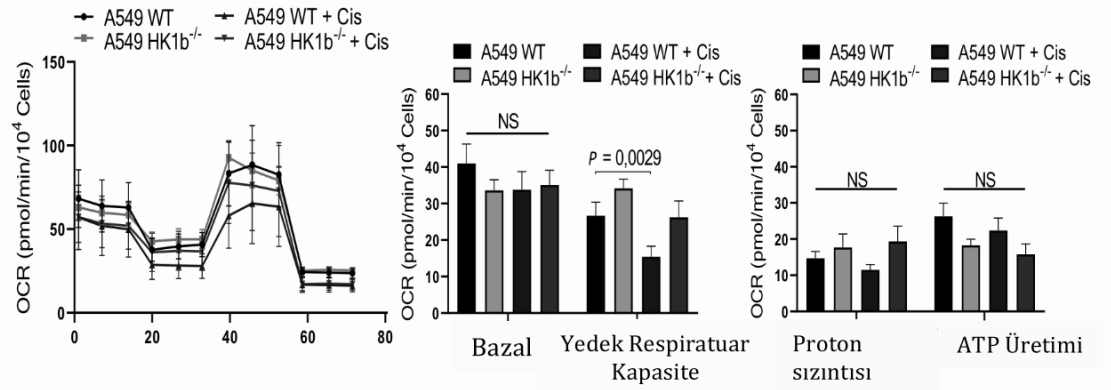 A549 WT
A549 WT + Cis
A549 HK1b-/-
A549 HK1b-/- + Cis
OCR (pmol/min/10⁴ Cells)
150
100
50
0
0
20
40
60
80
A549 WT
A549 WT + Cis
A549 HK1b-/-
A549 HK1b-/-+ Cis
OCR (pmol/min/10⁴ Cells)
60
50
40
30
20
10
0
NS
P = 0,0029
Bazal
Yedek Respiratuar
Kapasite
A549 WT
A549 WT + Cis
A549 HK1b-/-
A549 HK1b-/- + Cis
OCR (pmol/min/10⁴ Cells)
60
50
40
30
20
10
0
NS
NS
Proton
sızıntısı
ATP Üretimi